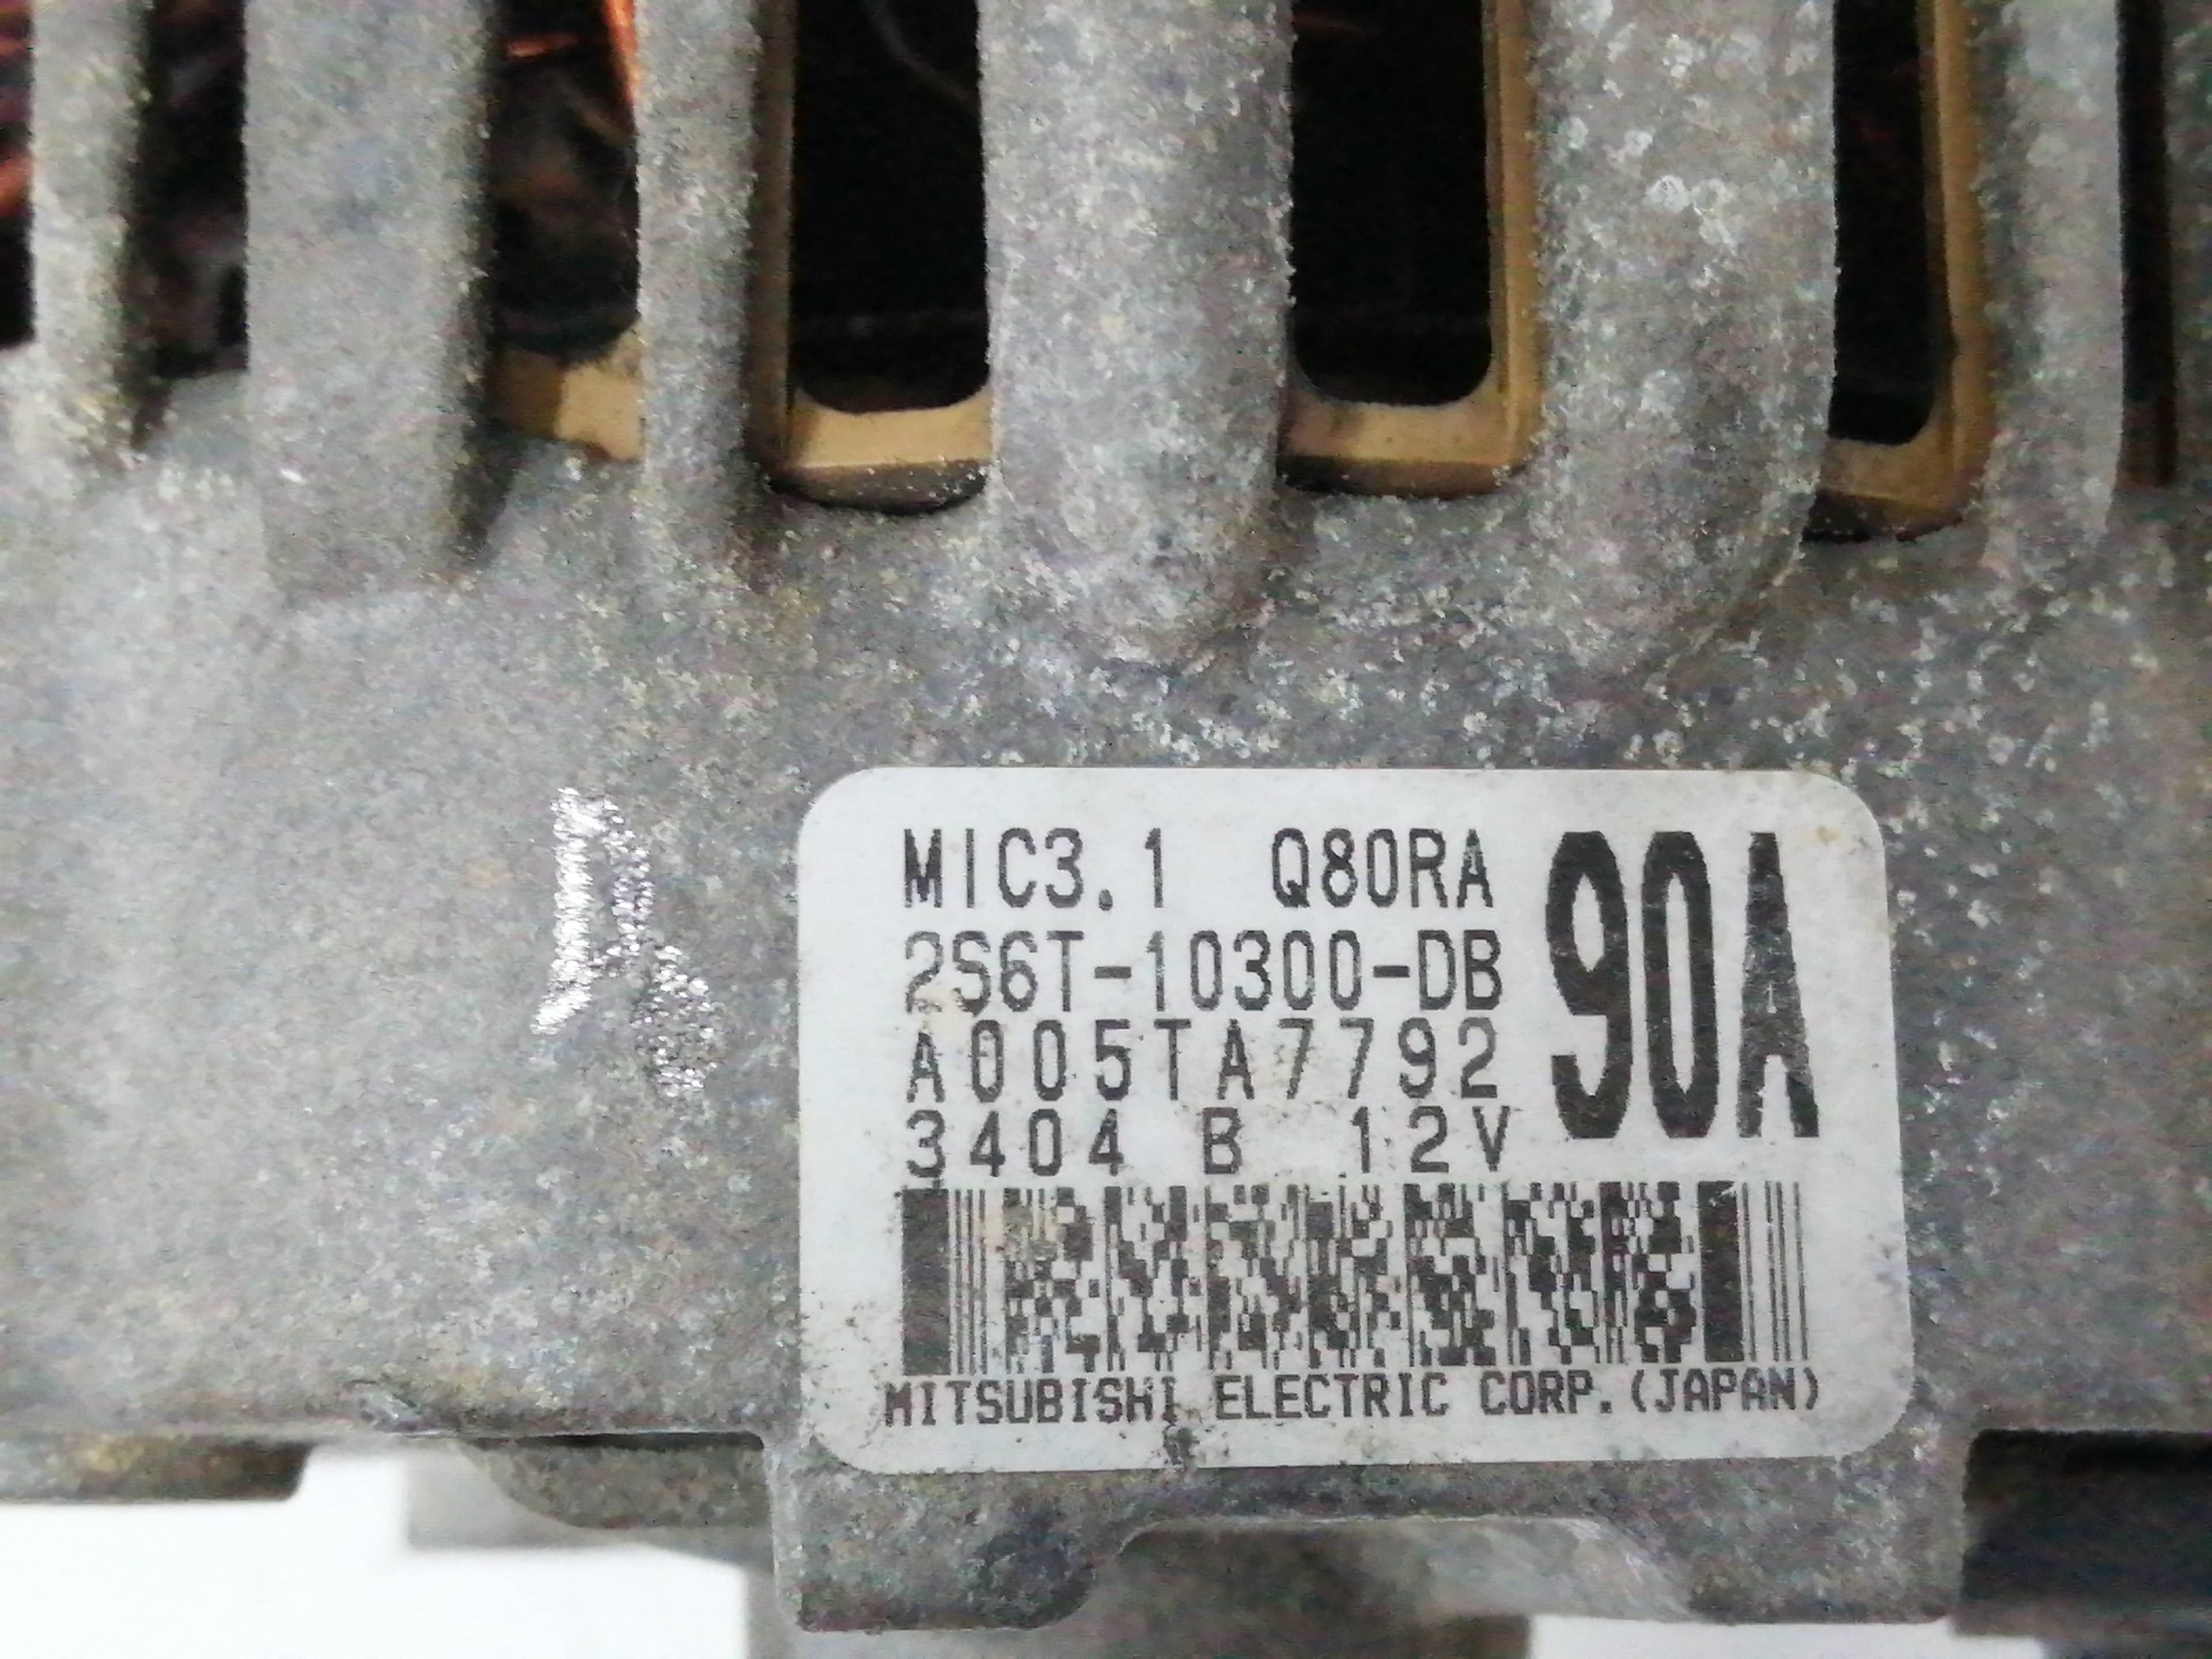 MIC3.1 Q80RA
90A
2S6T-10300-DB
A005TA7792
3404 B 12V
MITSUBISHI ELECTRIC CORP.(JAPAN)